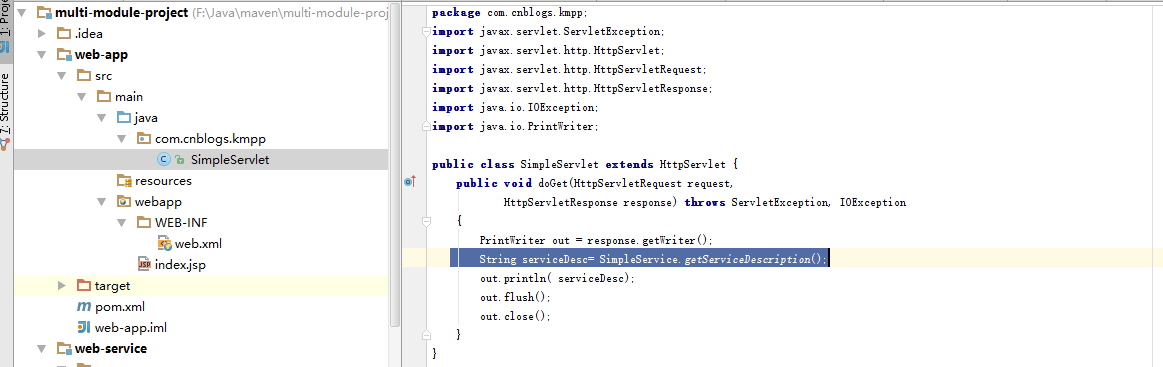 1: Proje
7: Structure
multi-module-project (F:\Java\maven\multi-module-proj
.idea
web-app
src
main
java
com.cnblogs.kmpp
SimpleServlet
resources
webapp
WEB-INF
web.xml
index.jsp
target
pom.xml
web-app.iml
web-service
package com.cnblogs.kmpp;
import javax.servlet.ServletException;
import javax.servlet.http.HttpServlet;
import javax.servlet.http.HttpServletRequest;
import javax.servlet.http.HttpServletResponse;
import java.io.IOException;
import java.io.PrintWriter;
public class SimpleServlet extends HttpServlet {
public void doGet(HttpServletRequest request,
HttpServletResponse response) throws ServletException, IOException
{
PrintWriter out = response.getWriter();
String serviceDesc= SimpleService.getServiceDescription();
out.println( serviceDesc);
out.flush();
out.close();
}
}